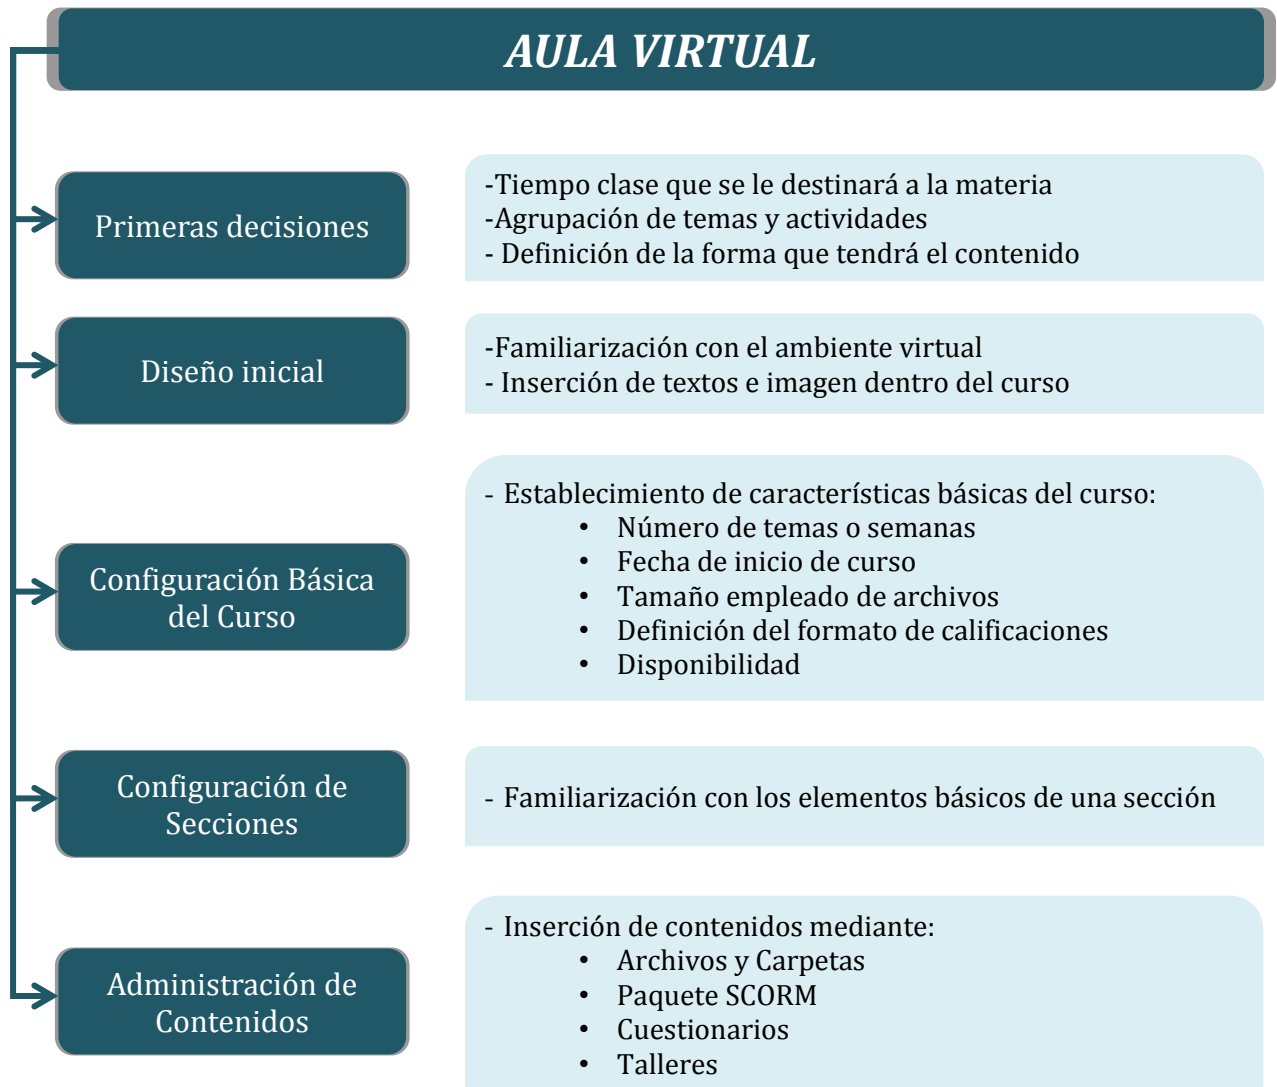 AULA VIRTUAL
Primeras decisiones
-Tiempo clase que se le destinará a la materia
-Agrupación de temas y actividades
- Definición de la forma que tendrá el contenido
Diseño inicial
-Familiarización con el ambiente virtual
- Inserción de textos e imagen dentro del curso
Configuración Básica
del Curso
- Establecimiento de características básicas del curso:
• Número de temas o semanas
• Fecha de inicio de curso
• Tamaño empleado de archivos
• Definición del formato de calificaciones
• Disponibilidad
Configuración de
Secciones
- Familiarización con los elementos básicos de una sección
Administración de
Contenidos
- Inserción de contenidos mediante:
• Archivos y Carpetas
• Paquete SCORM
• Cuestionarios
• Talleres